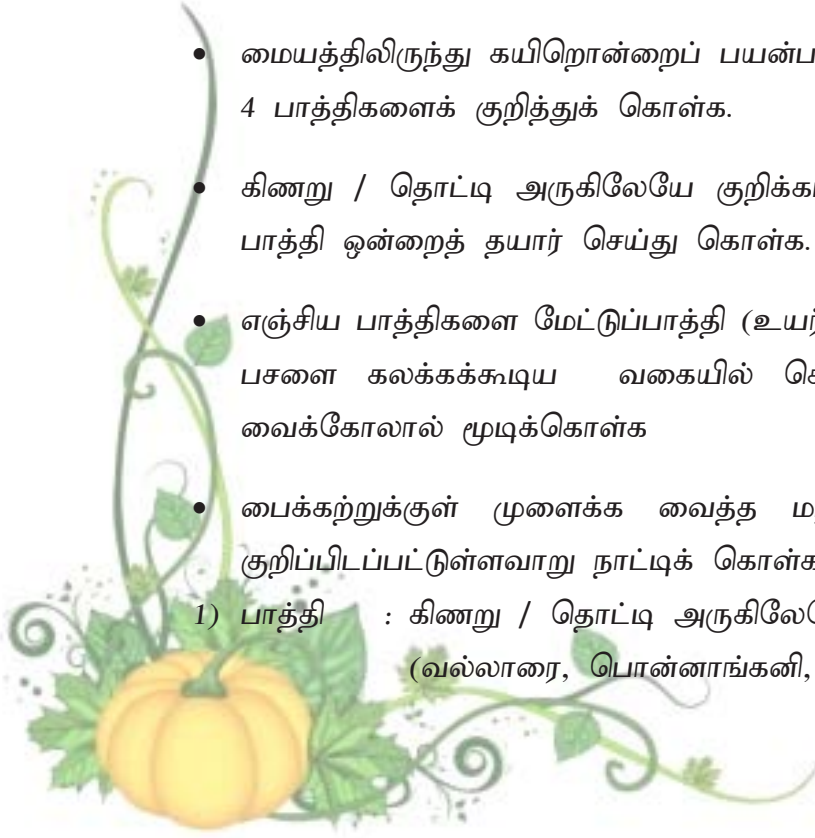 • மையத்திலிருந்து கயிறொன்றைப் பயன்ப
4 பாத்திகளைக் குறித்துக் கொள்க.
• கிணறு / தொட்டி அருகிலேயே குறிக்க
பாத்தி ஒன்றைத் தயார் செய்து கொள்க.
• எஞ்சிய பாத்திகளை மேட்டுப்பாத்தி (உயர்
பசளை கலக்கக்கூடிய வகையில் செ
வைக்கோலால் மூடிக்கொள்க
• பைக்கற்றுக்குள் முளைக்க வைத்த ம
குறிப்பிடப்பட்டுள்ளவாறு நாட்டிக் கொள்க
1) பாத்தி : கிணறு / தொட்டி அருகிலே
(வல்லாரை, பொன்னாங்கனி,